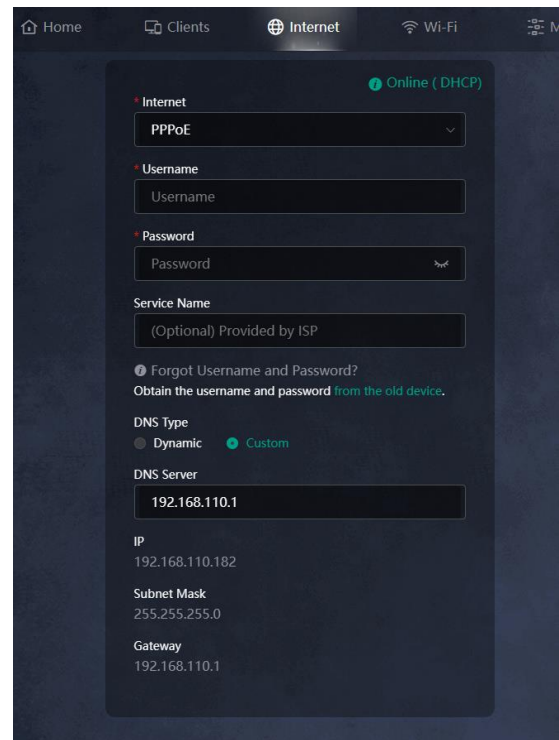 Home Clients Internet Wi-Fi M
Online ( DHCP)
* Internet
PPPoE
* Username
Username
* Password
Password
Service Name
(Optional) Provided by ISP
Forgot Username and Password?
Obtain the username and password from the old device.
DNS Type
Dynamic Custom
DNS Server
192.168.110.1
IP
192.168.110.182
Subnet Mask
255.255.255.0
Gateway
192.168.110.1